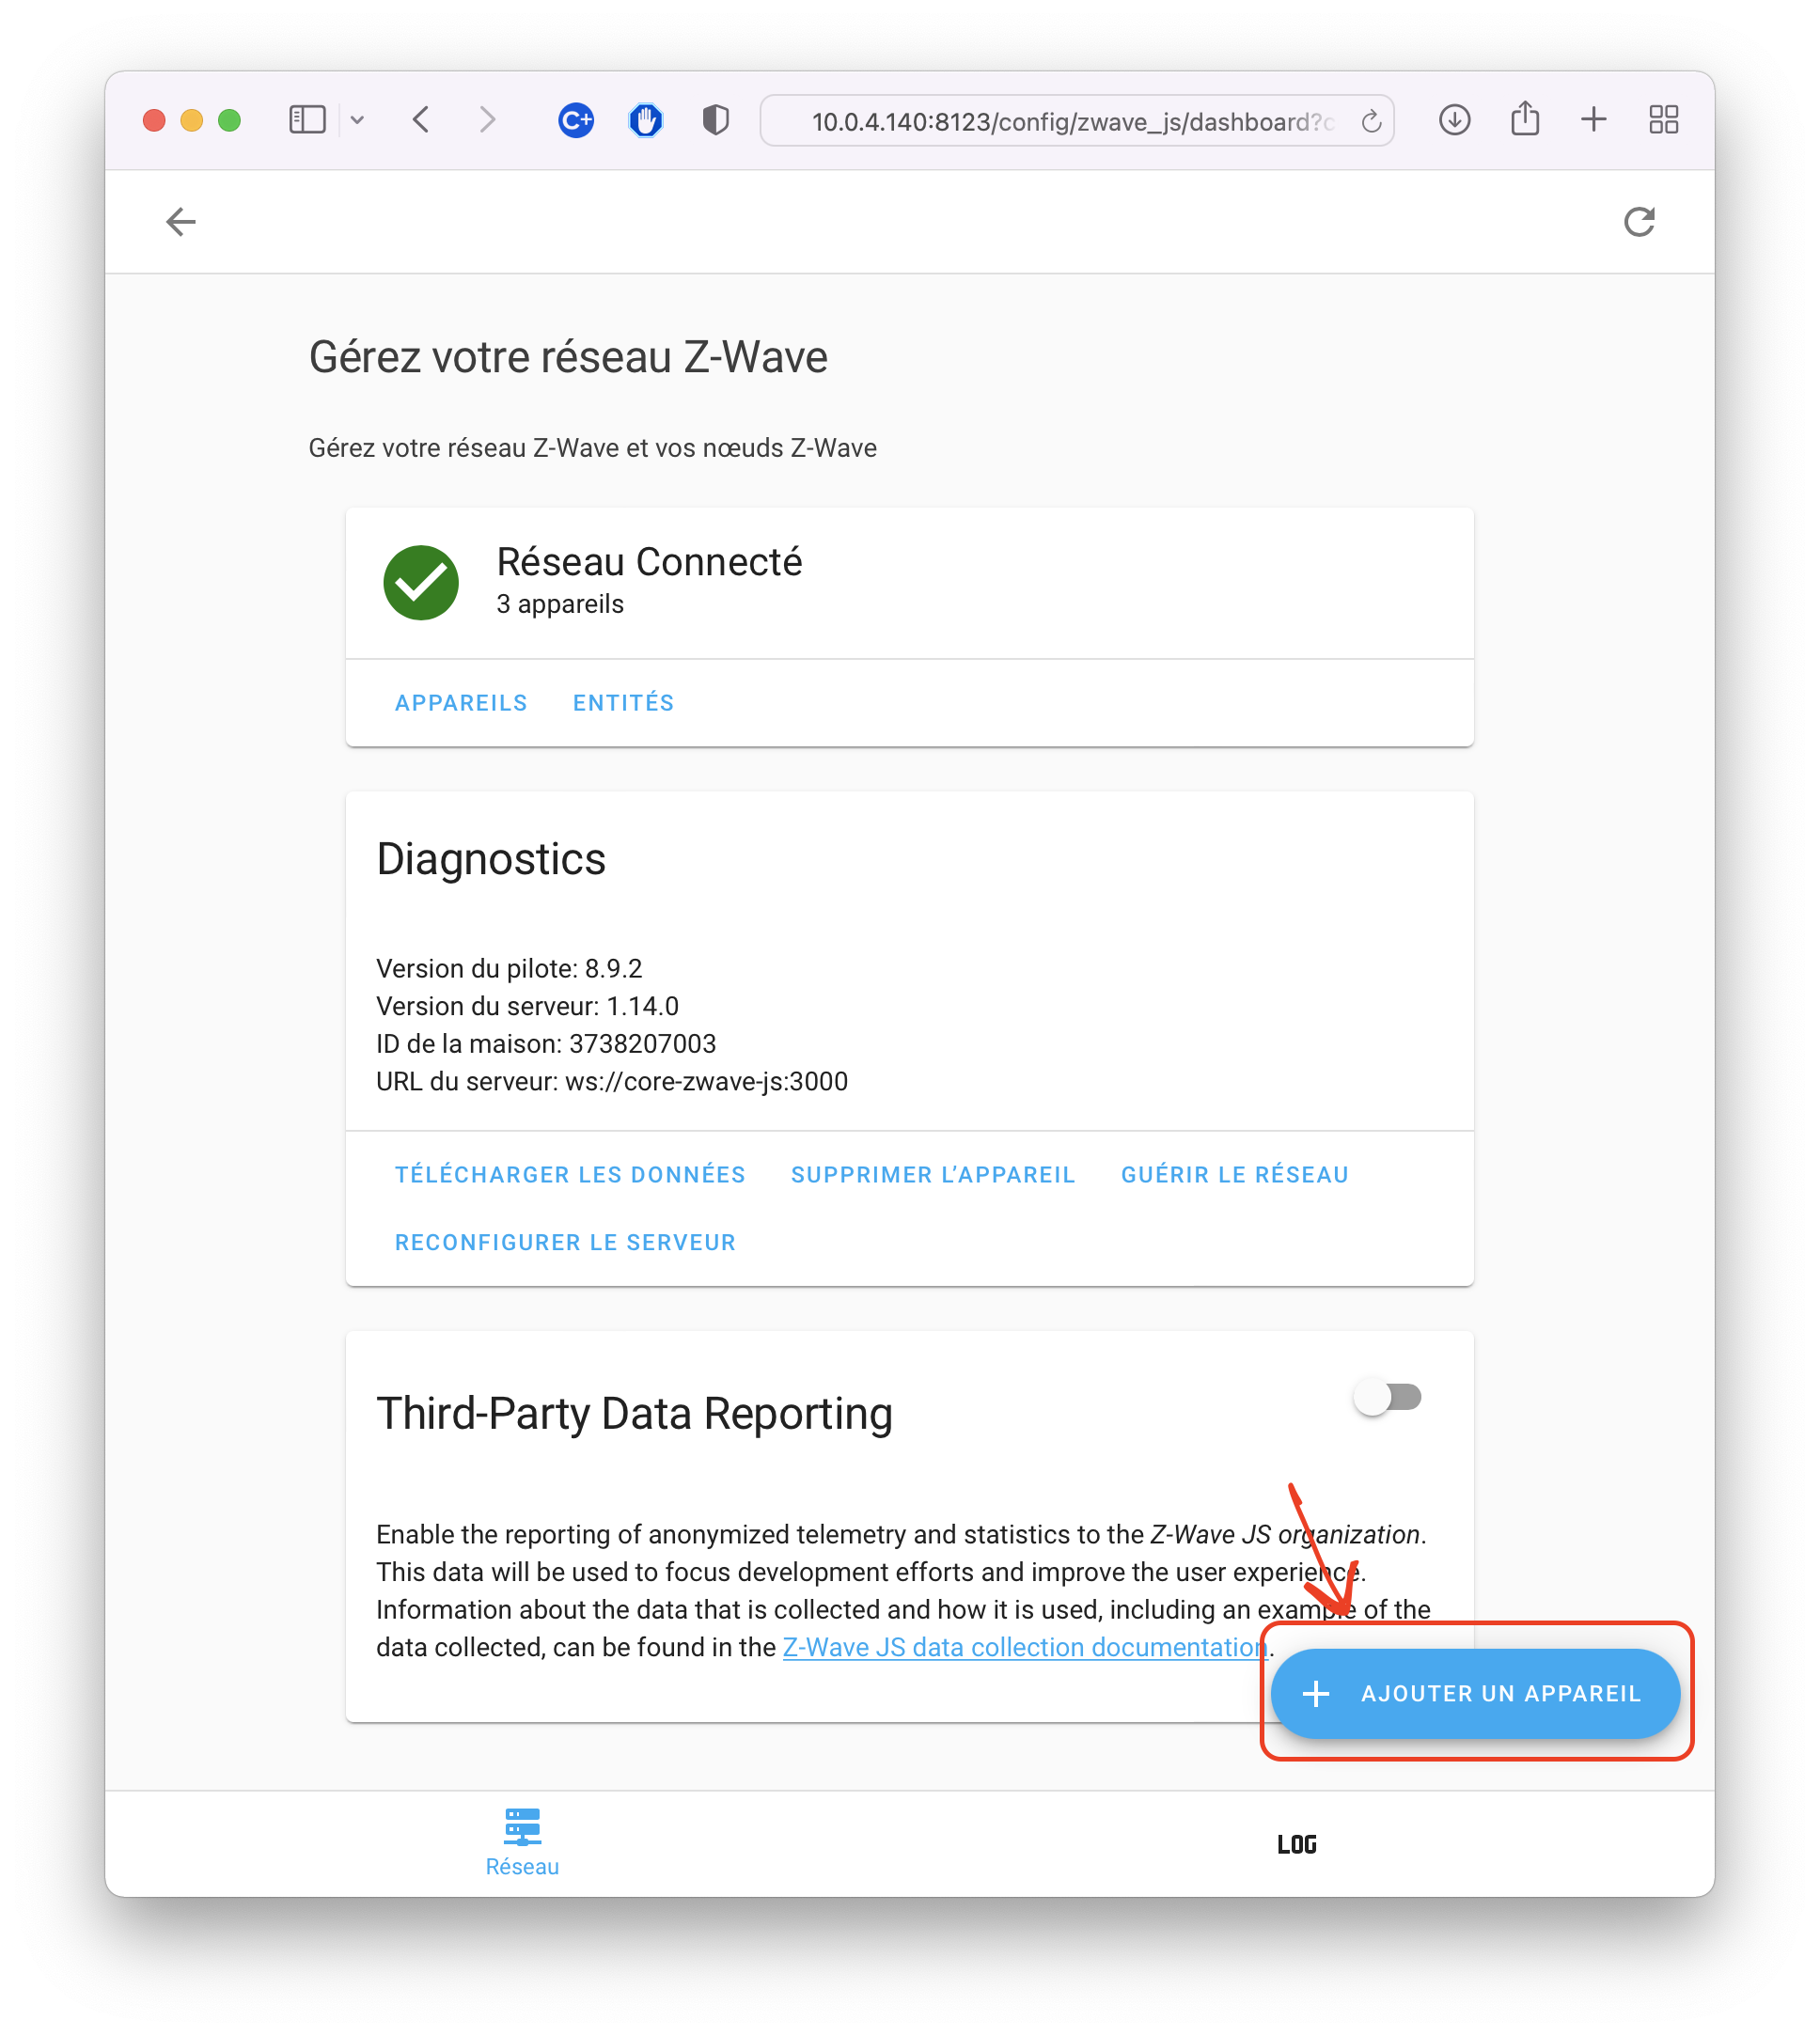 C+
10.0.4.140:8123/config/zwave_js/dashboard?c
Gérez votre réseau Z-Wave
Gérez votre réseau Z-Wave et vos nœuds Z-Wave
Réseau Connecté
3 appareils
APPAREILS ENTITÉS
Diagnostics
Version du pilote: 8.9.2
Version du serveur: 1.14.0
ID de la maison: 3738207003
URL du serveur: ws://core-zwave-js:3000
TÉLÉCHARGER LES DONNÉES SUPPRIMER L’APPAREIL GUÉRIR LE RÉSEAU
RECONFIGURER LE SERVEUR
Third-Party Data Reporting
Enable the reporting of anonymized telemetry and statistics to the Z-Wave JS organization.
This data will be used to focus development efforts and improve the user experience.
Information about the data that is collected and how it is used, including an example of the
data collected, can be found in the Z-Wave JS data collection documentation.
AJOUTER UN APPAREIL
Réseau
LOG